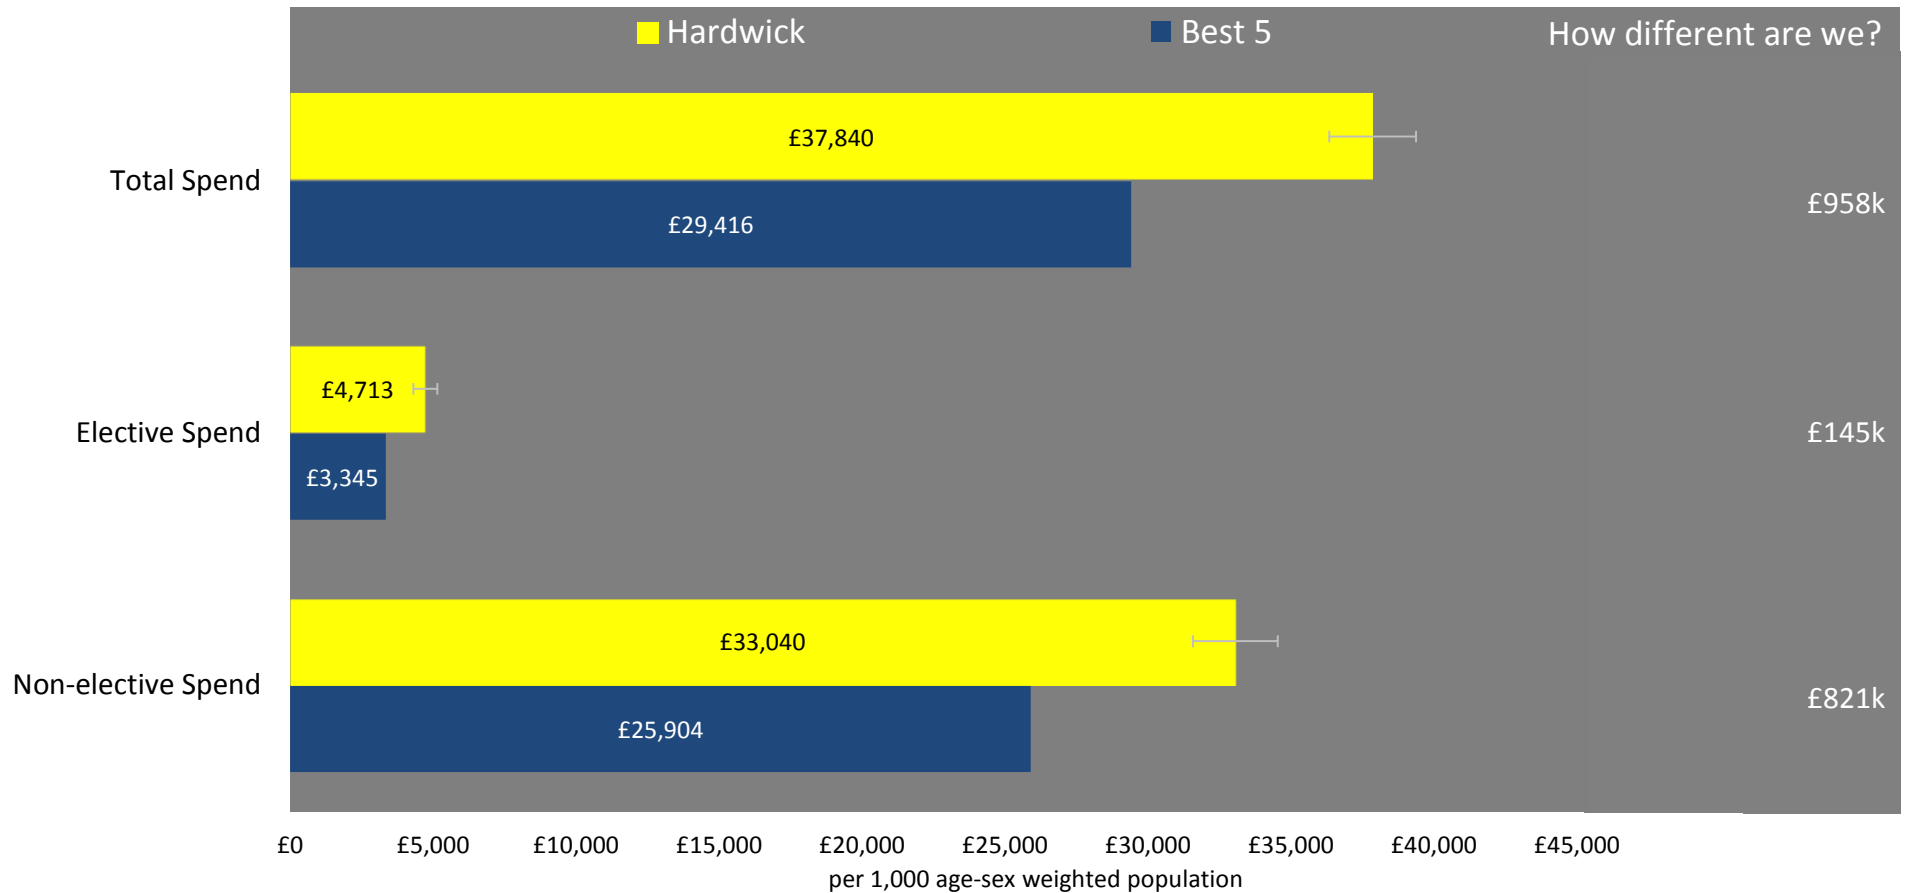 Hardwick Best 5 How different are we?
Total Spend £37,840
£29,416
£958k
Elective Spend £4,713
£3,345
£145k
Non-elective Spend £33,040
£25,904
£821k
£0 £5,000 £10,000 £15,000 £20,000 £25,000 £30,000 £35,000 £40,000 £45,000
per 1,000 age-sex weighted population